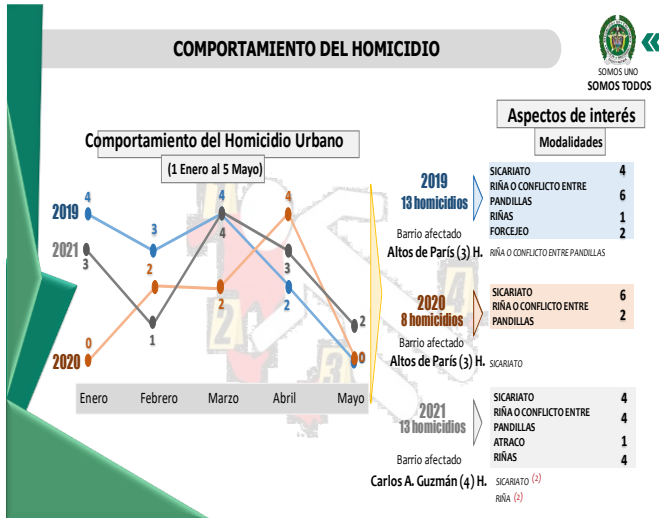 COMPORTAMIENTO DEL HOMICIDIO
SOMOS UNO
SOMOS TODOS
Comportamiento del Homicidio Urbano
(1 Enero al 5 Mayo)
2019
2021
2020
4
3
4
2
0
3
1
4
3
2
0
2
2
4
Enero
Febrero
Marzo
Abril
Mayo
Aspectos de interés
Modalidades
2019
13 homicidios
Barrio afectado
Altos de París (3) H. RIÑA O CONFLICTO ENTRE PANDILLAS
SICARIATO 4
RIÑA O CONFLICTO ENTRE
PANDILLAS 6
RIÑAS 1
FORCEJEO 2
2020
8 homicidios
Barrio afectado
Altos de París (3) H. SICARIATO
SICARIATO 6
RIÑA O CONFLICTO ENTRE
PANDILLAS 2
2021
13 homicidios
Barrio afectado
Carlos A. Guzmán (4) H. SICARIATO (2)
RIÑA (2)
SICARIATO 4
RIÑA O CONFLICTO ENTRE
PANDILLAS 4
ATRACO 1
RIÑAS 4